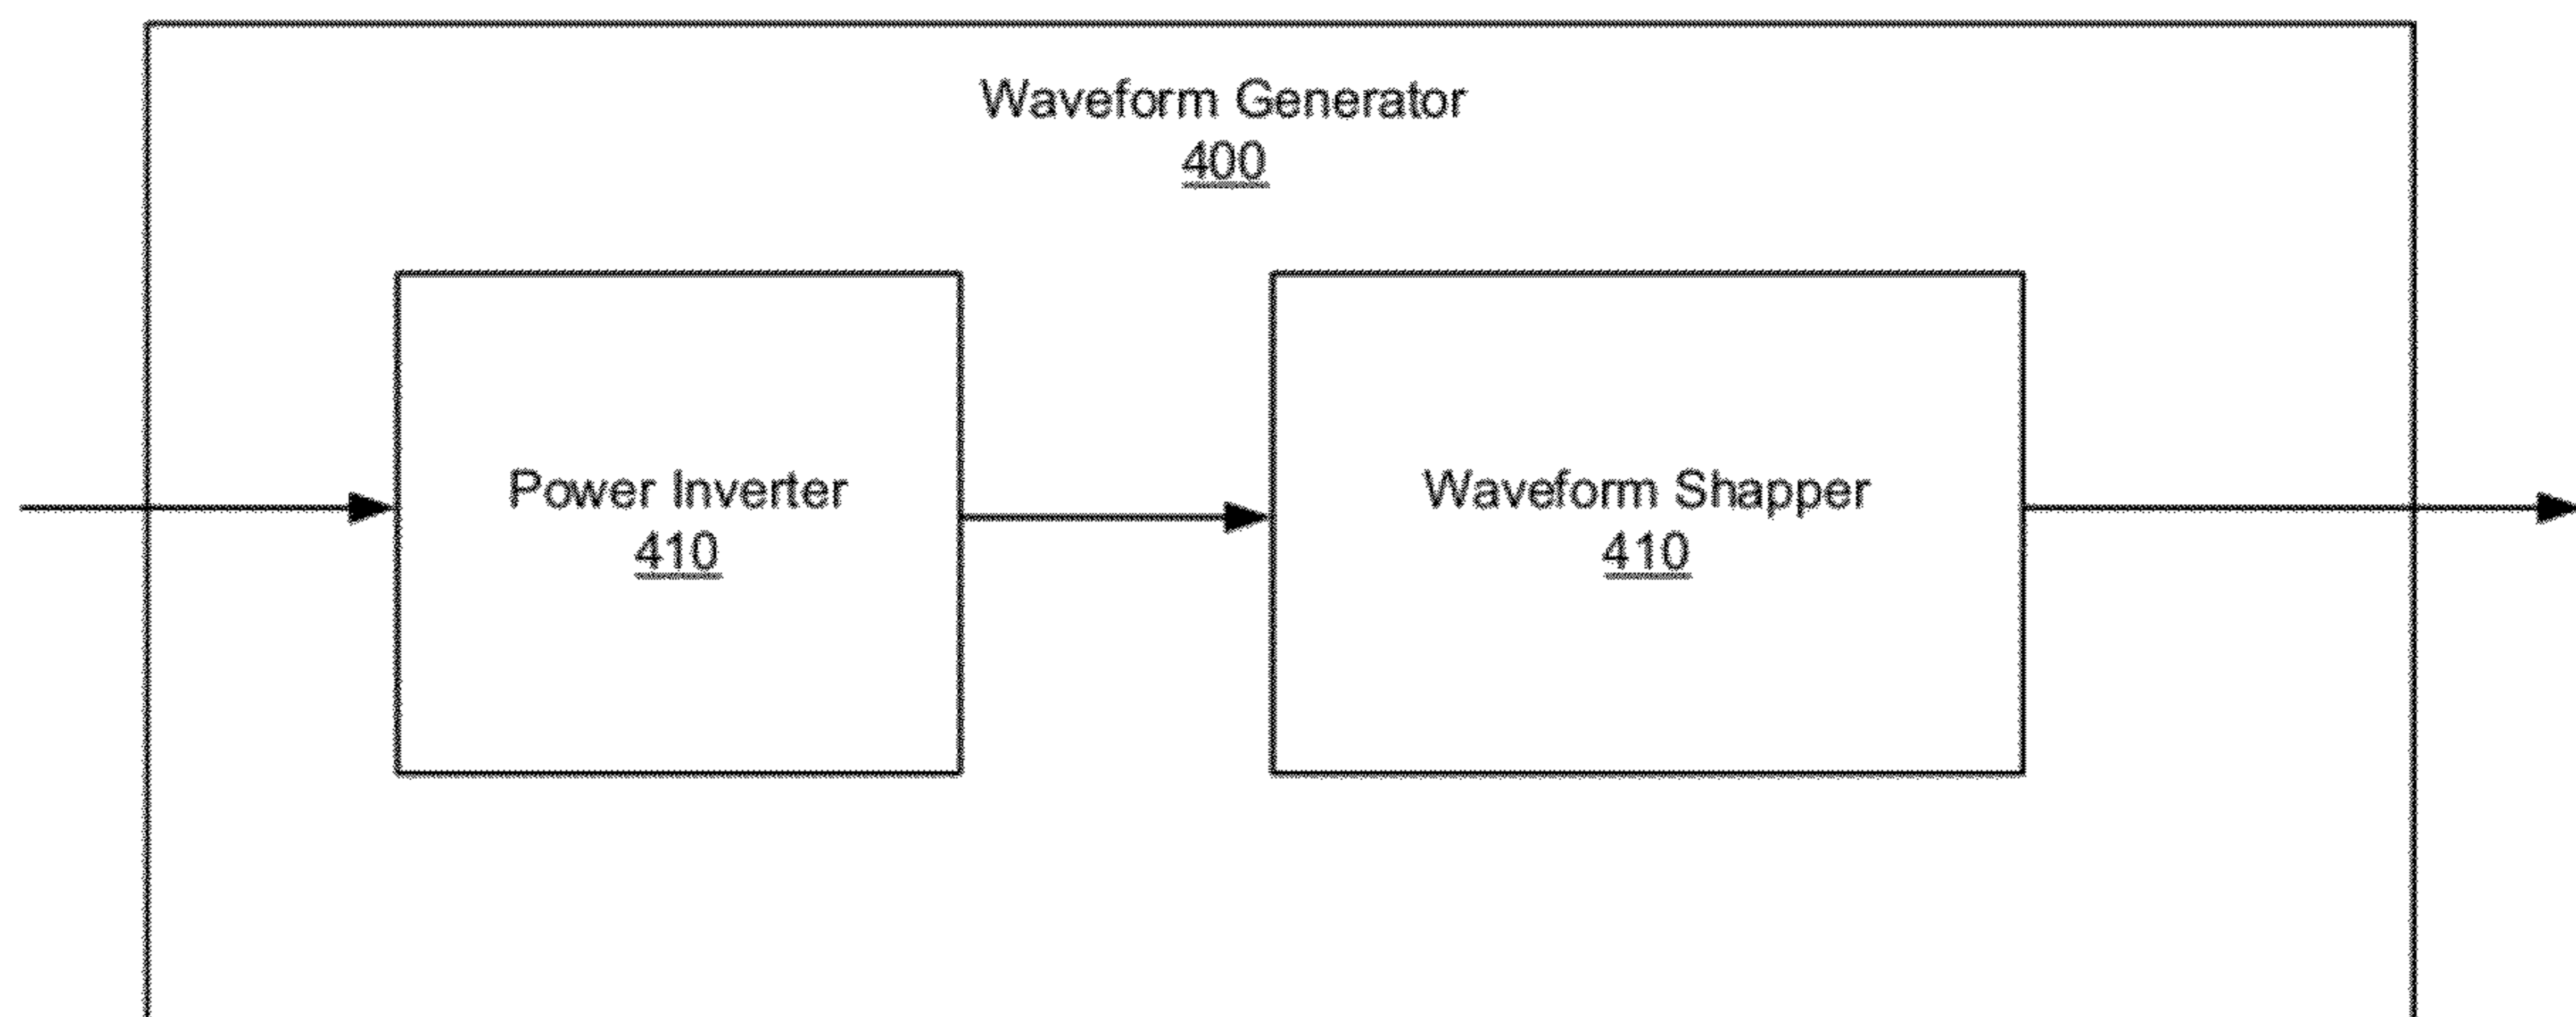 Waveform Generator
400
Power Inverter
410
Waveform Shapper
410